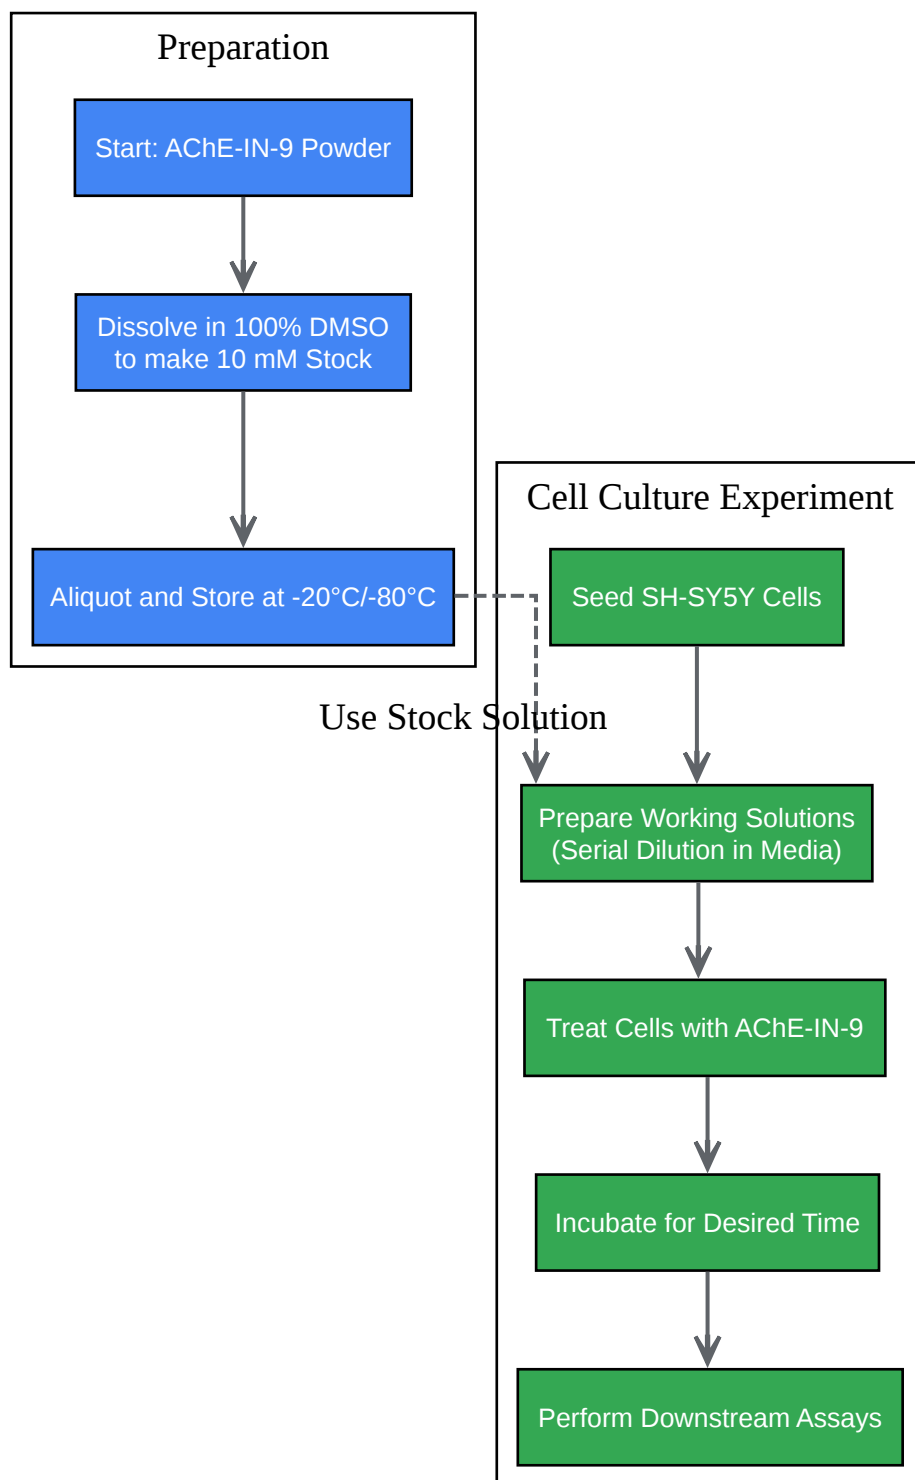 Preparation
Start: AChE-IN-9 Powder
Dissolve in 100% DMSO
to make 10 mM Stock
Aliquot and Store at -20°C/-80°C
Use Stock Solution
Cell Culture Experiment
Seed SH-SY5Y Cells
Prepare Working Solutions
(Serial Dilution in Media)
Treat Cells with AChE-IN-9
Incubate for Desired Time
Perform Downstream Assays